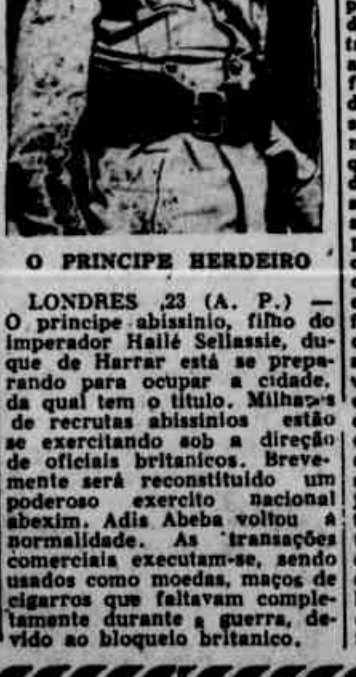 O PRINCIPE HERDEIRO
LONDRES 23 (A. P.) —
O principe abissinio, filho do
imperador Hailé Sellassie, du-
que de Harrar está se prepa-
rando para ocupar a cidade,
da qual tem o titulo. Milhares
de recrutas abissinios estão
se exercitando sob a direção
de oficiais britanicos. Breve-
mente será reconstituido um
poderoso exercito nacional
abexim. Adis Abeba voltou á
normalidade. As transações
comerciais executam-se, sendo
usados como moedas, maços de
cigarros que faltavam comple-
tamente durante a guerra, de-
vido ao bloqueio britanico.